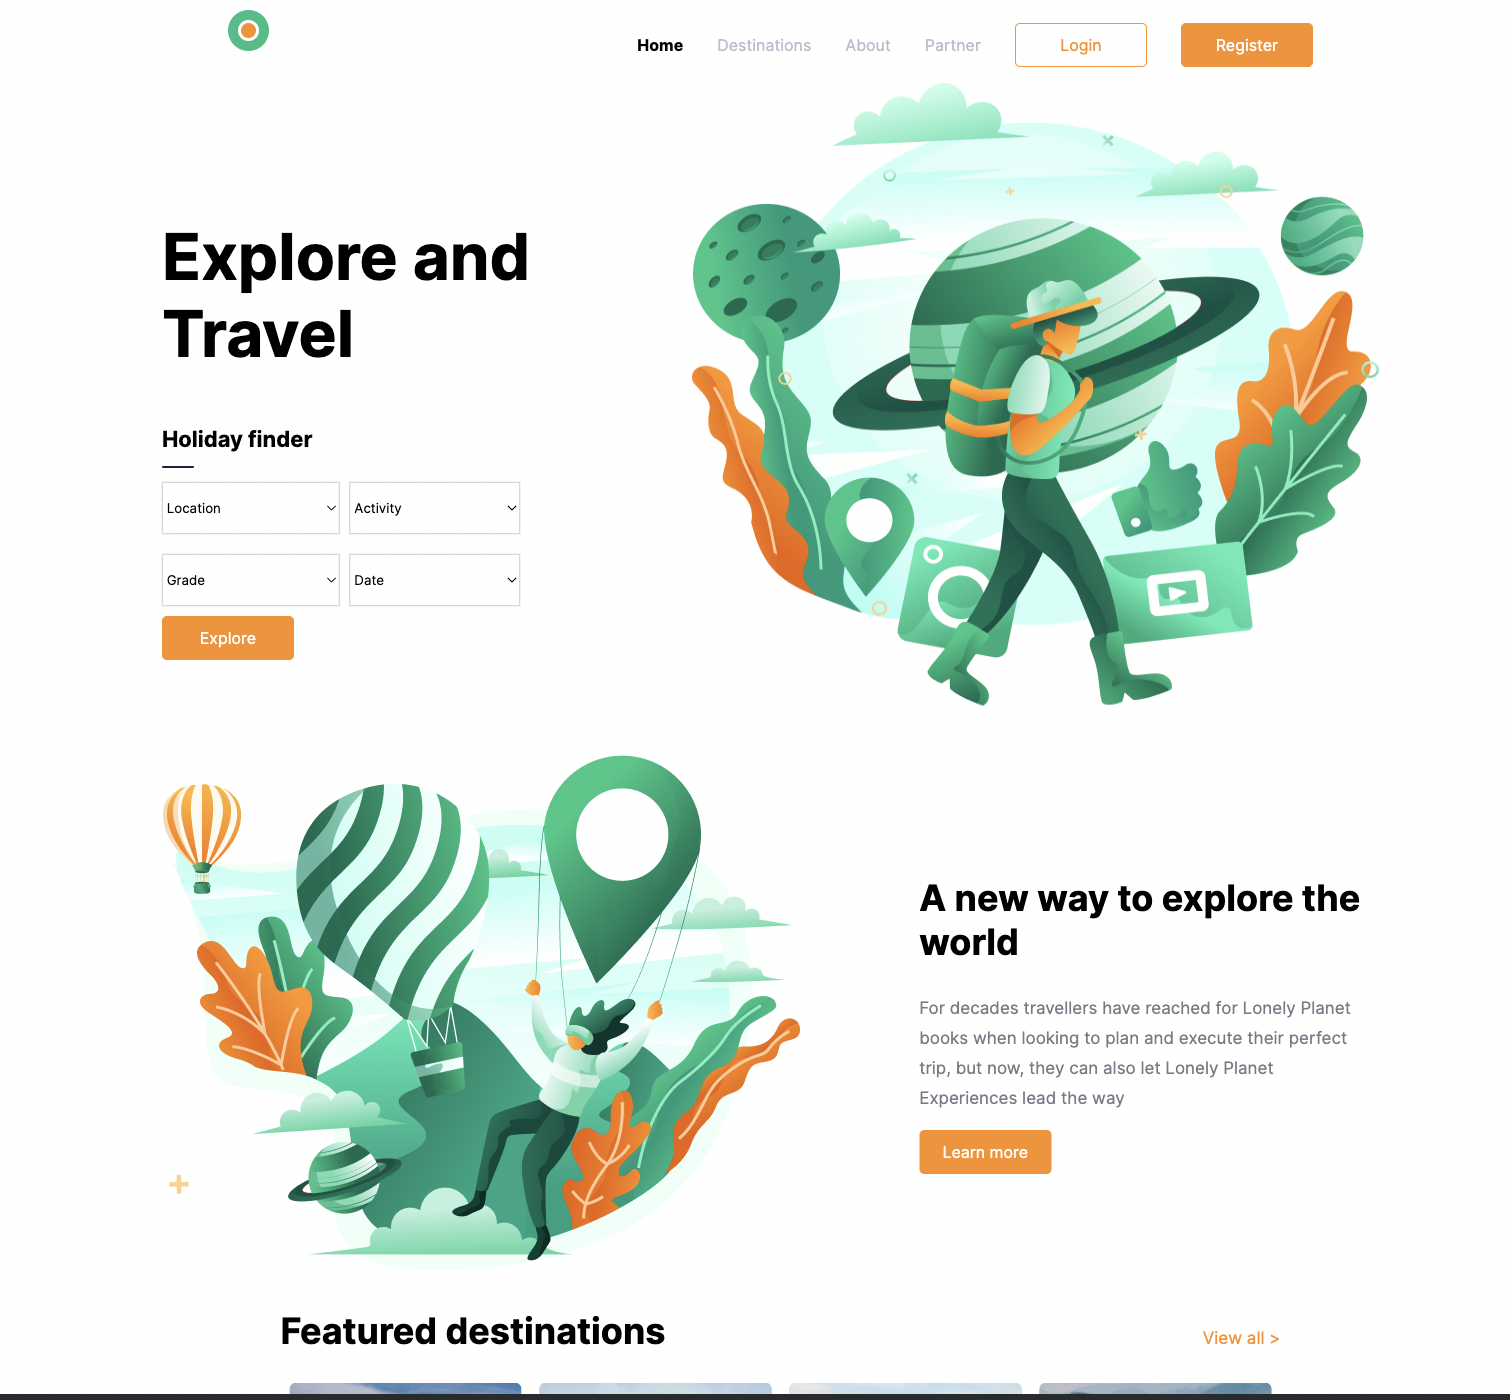 Home Destinations About Partner Login Register
Explore and
Travel
Holiday finder
Location Activity
Grade Date
Explore
A new way to explore the
world
For decades travellers have reached for Lonely Planet
books when looking to plan and execute their perfect
trip, but now, they can also let Lonely Planet
Experiences lead the way
Learn more
Featured destinations View all >